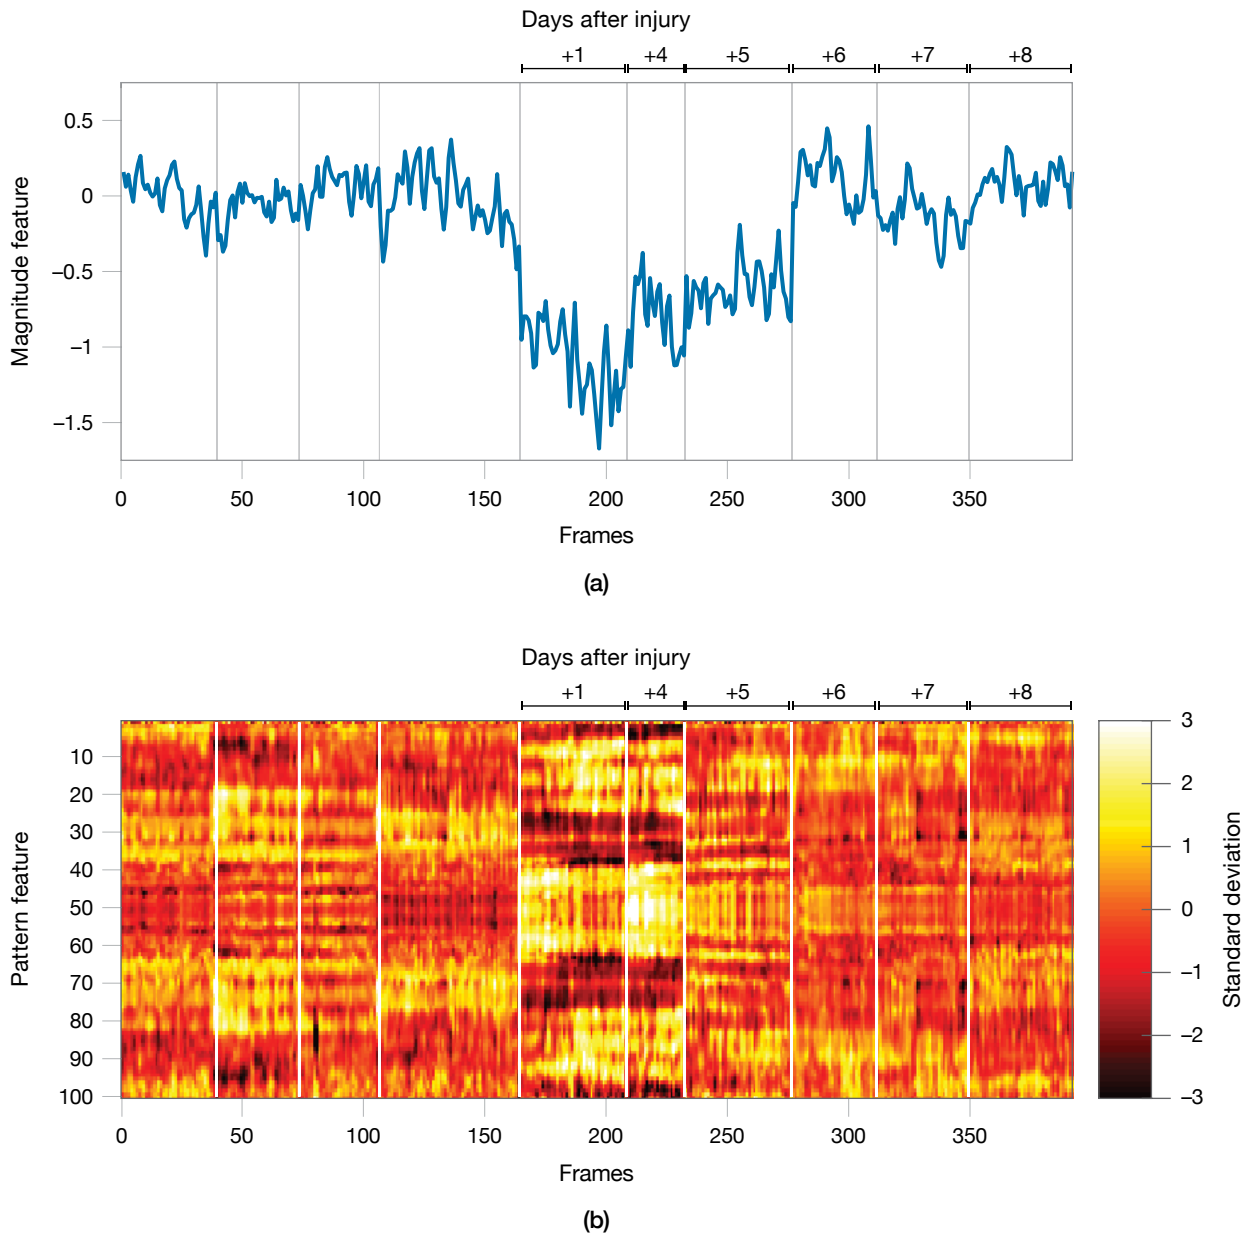 Days after injury
+1 +4 +5 +6 +7 +8
0.5
0
−0.5
−1
−1.5
Magnitude feature
0 50 100 150 200 250 300 350
Frames
(a)
Days after injury
+1 +4 +5 +6 +7 +8
10
20
30
40
50
60
70
80
90
100
Pattern feature
0 50 100 150 200 250 300 350
Frames
3
2
1
0
−1
−2
−3
Standard deviation
(b)